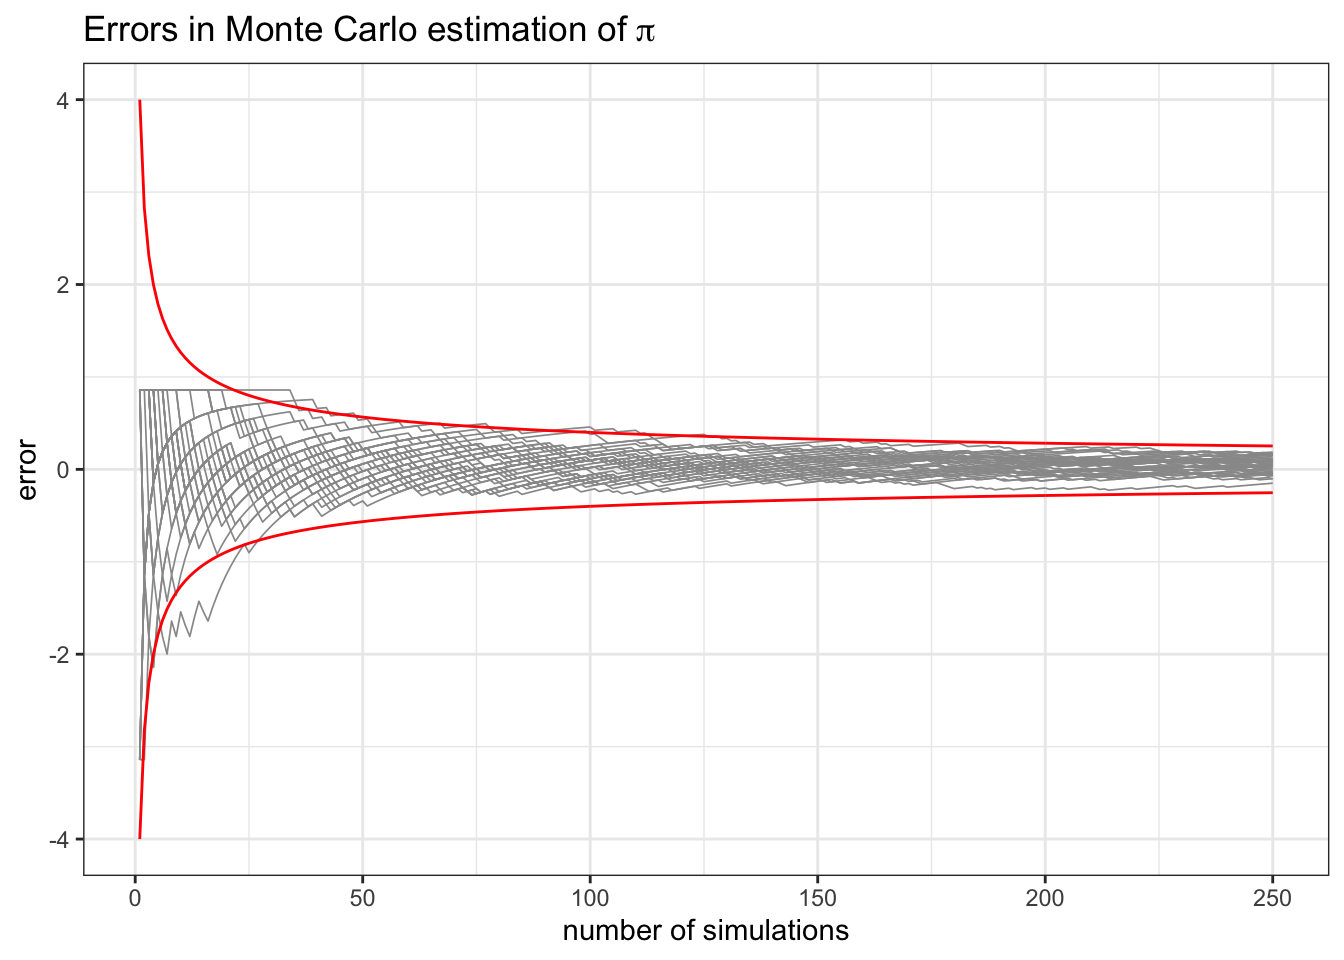 Errors in Monte Carlo estimation of π
4
2
0
-2
-4
error
0 50 100 150 200 250
number of simulations